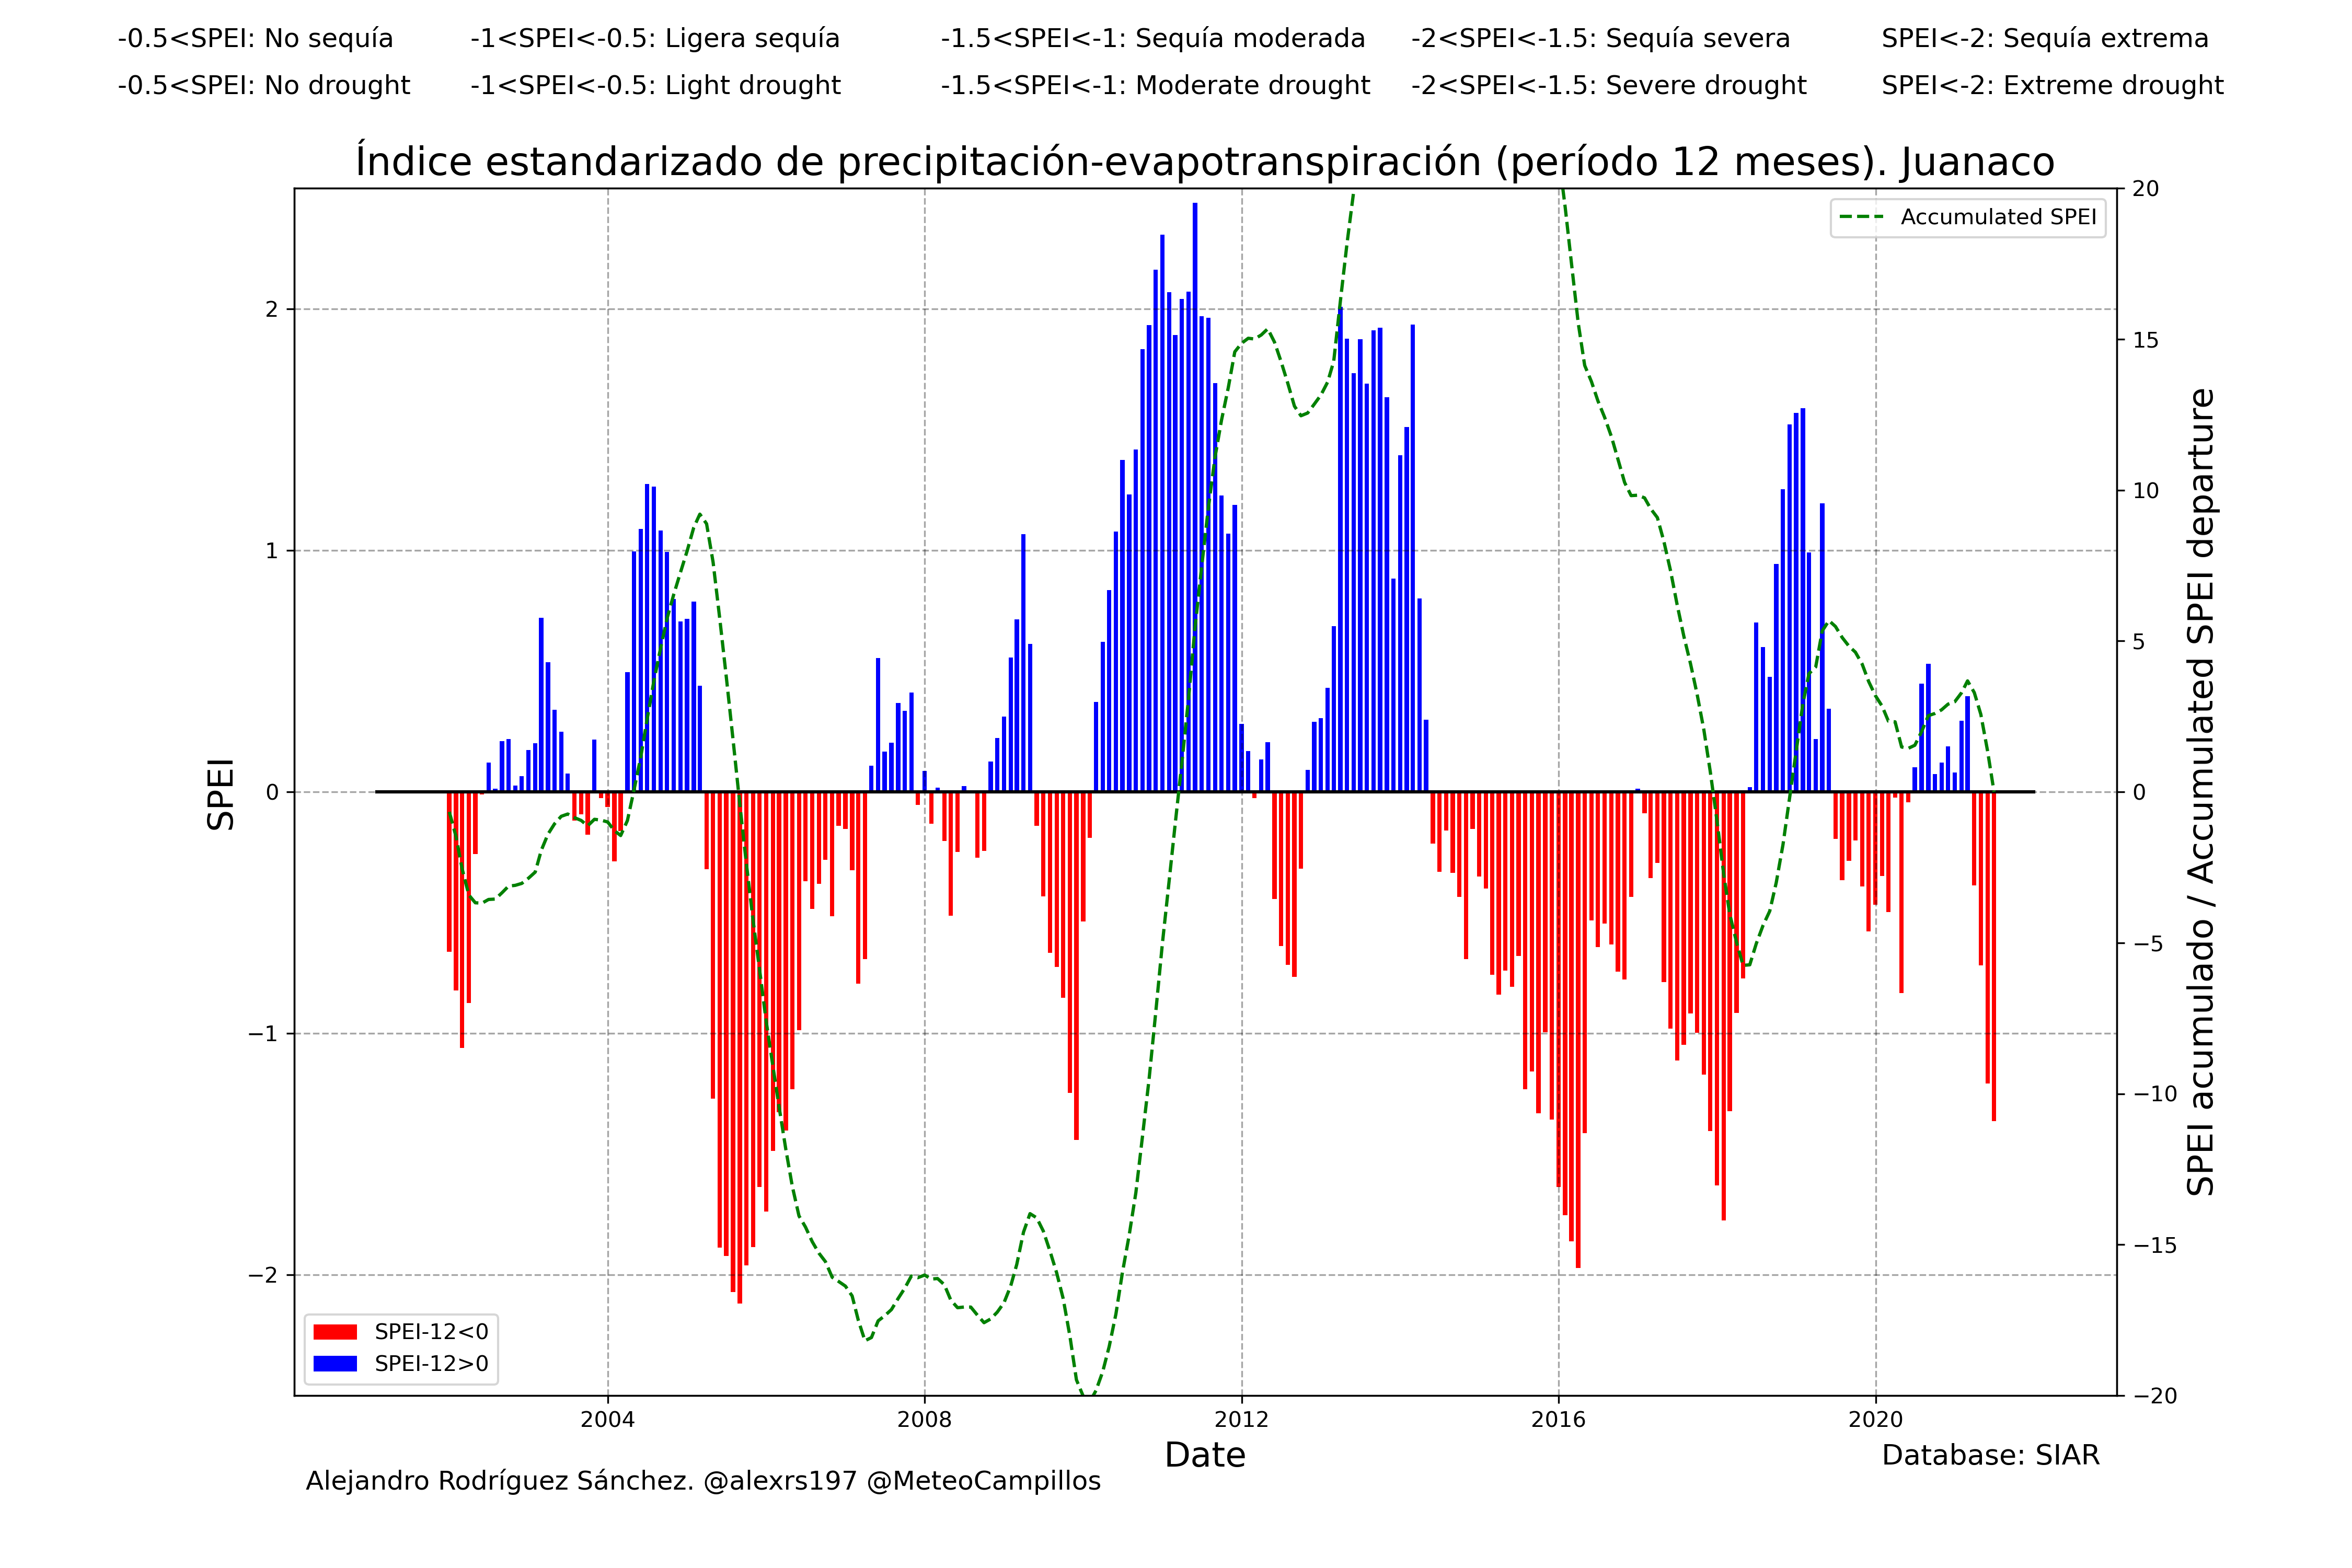 -0.5<SPEI: No sequía -1<SPEI<-0.5: Ligera sequía -1.5<SPEI<-1: Sequía moderada -2<SPEI<-1.5: Sequía severa SPEI<-2: Sequía extrema
-0.5<SPEI: No drought -1<SPEI<-0.5: Light drought -1.5<SPEI<-1: Moderate drought -2<SPEI<-1.5: Severe drought SPEI<-2: Extreme drought
Índice estandarizado de precipitación-evapotranspiración (período 12 meses). Juanaco
Accumulated SPEI
SPEI
2
1
0
−1
−2
20
15
10
5
0
−5
−10
−15
−20
SPEI acumulado / Accumulated SPEI departure
SPEI-12<0
SPEI-12>0
2004 2008 2012 2016 2020
Date
Database: SIAR
Alejandro Rodríguez Sánchez. @alexrs197 @MeteoCampillos